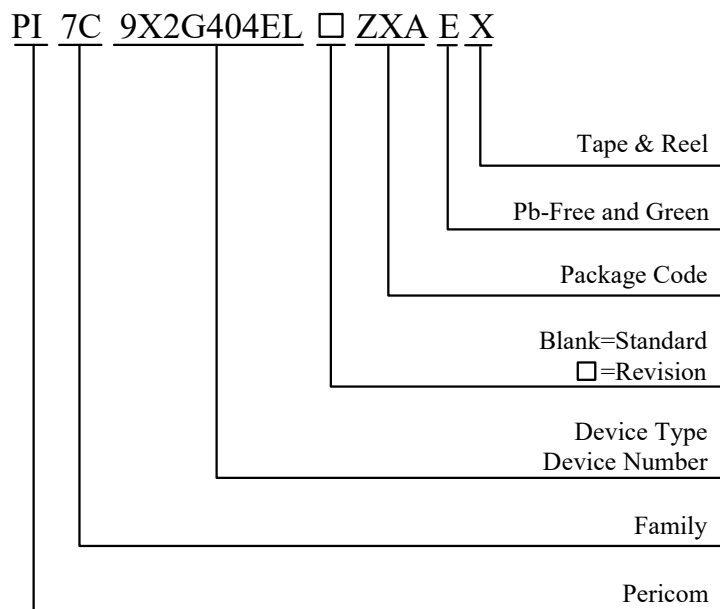 PI 7C 9X2G404EL □ ZXA E X
Tape & Reel
Pb-Free and Green
Package Code
Blank=Standard
□=Revision
Device Type
Device Number
Family
Pericom